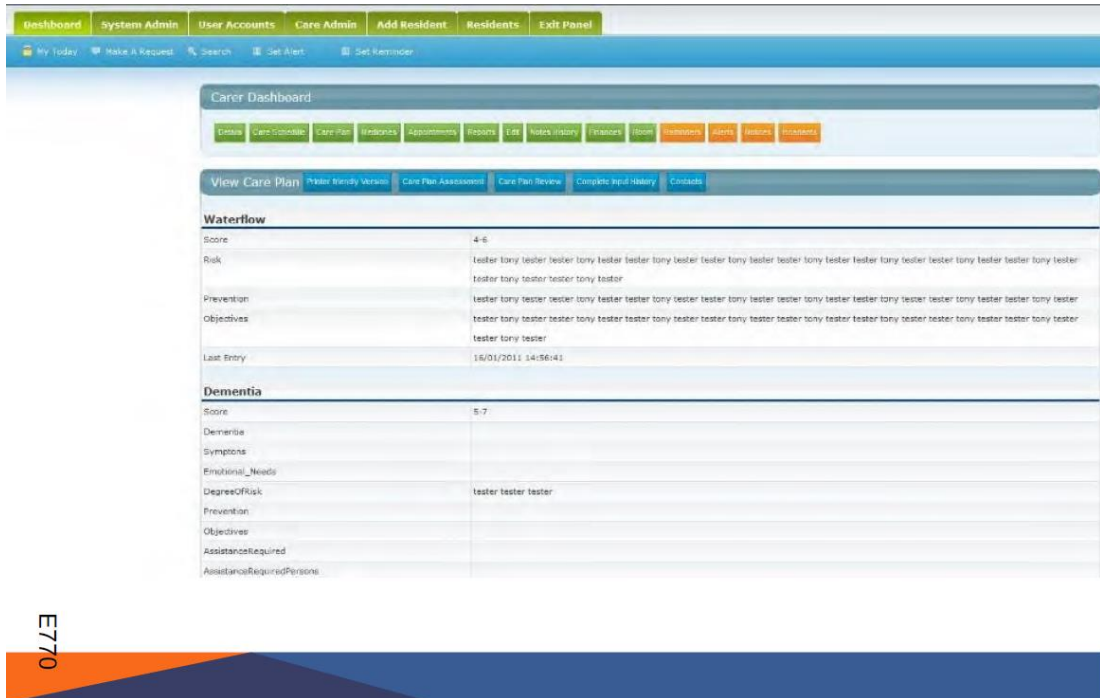 Dashboard System Admin User Accounts Care Admin Add Resident Residents Exit Panel
My Today Make A Request Search Set Alert Set Reminder
Carer Dashboard
Details Care Schedule Care Plan Medicines Appointments Reports Edit Notes History Finances Room Reminders Alerts Notices Incidents
View Care Plan Printer friendly Version Care Plan Assessment Care Plan Review Complete Input History Contacts
Waterflow
Score 4-6
Risk tester tony tester tester tony tester tester tony tester tester tony tester tester tony tester tester tony tester tester tony tester tester tony tester
tester tony tester tester tony tester
Prevention tester tony tester tester tony tester tester tony tester tester tony tester tester tony tester tester tony tester tester tony tester tester tony tester
Objectives tester tony tester tester tony tester tester tony tester tester tony tester tester tony tester tester tony tester tester tony tester tester tony tester
tester tony tester
Last Entry 16/01/2011 14:56:41
Dementia
Score 5-7
Dementia
Symptons
Emotional_Needs
DegreeOfRisk tester tester tester
Prevention
Objectives
AssistanceRequired
AssistanceRequiredPersons
E770